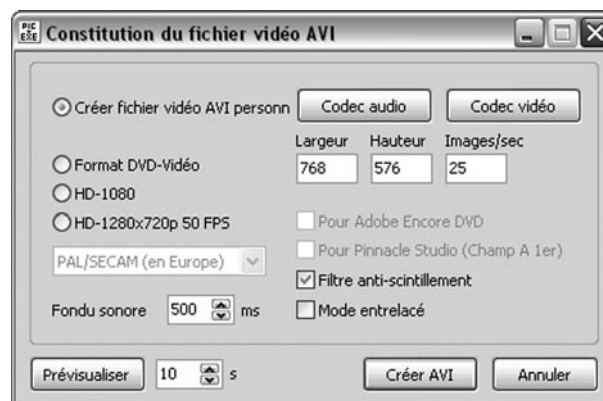 PIC
EXE
Constitution du fichier vidéo AVI
Créer fichier vidéo AVI personn
Codec audio
Codec vidéo
Largeur Hauteur Images/sec
768 576 25
Format DVD-Vidéo
HD-1080
HD-1280x720p 50 FPS
PAL/SECAM (en Europe)
Pour Adobe Encore DVD
Pour Pinnacle Studio (Champ A 1er)
Filtre anti-scintillement
Mode entrelacé
Fondu sonore 500 ms
Prévisualiser 10 s
Créer AVI
Annuler